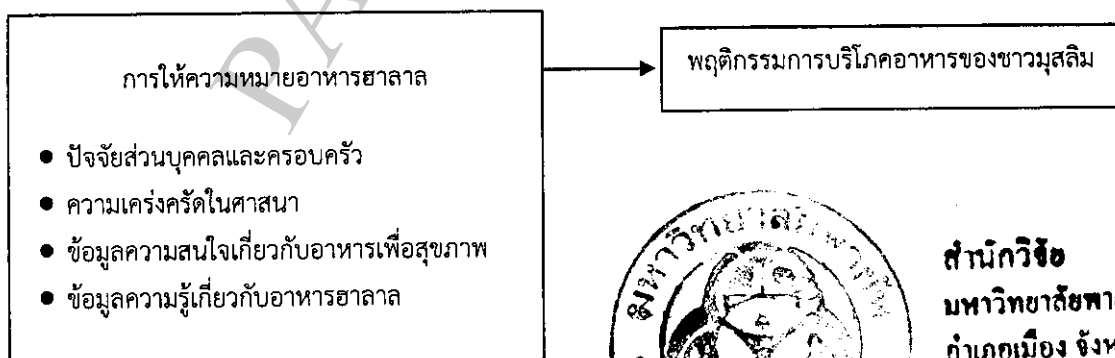 การให้ความหมายอาหารฮาลาล
● ปัจจัยส่วนบุคคลและครอบครัว
● ความเคร่งครัดในศาสนา
● ข้อมูลความสนใจเกี่ยวกับอาหารเพื่อสุขภาพ
● ข้อมูลความรู้เกี่ยวกับอาหารฮาลาล
พฤติกรรมการบริโภคอาหารของชาวมุสลิม
สำนักวิจัย